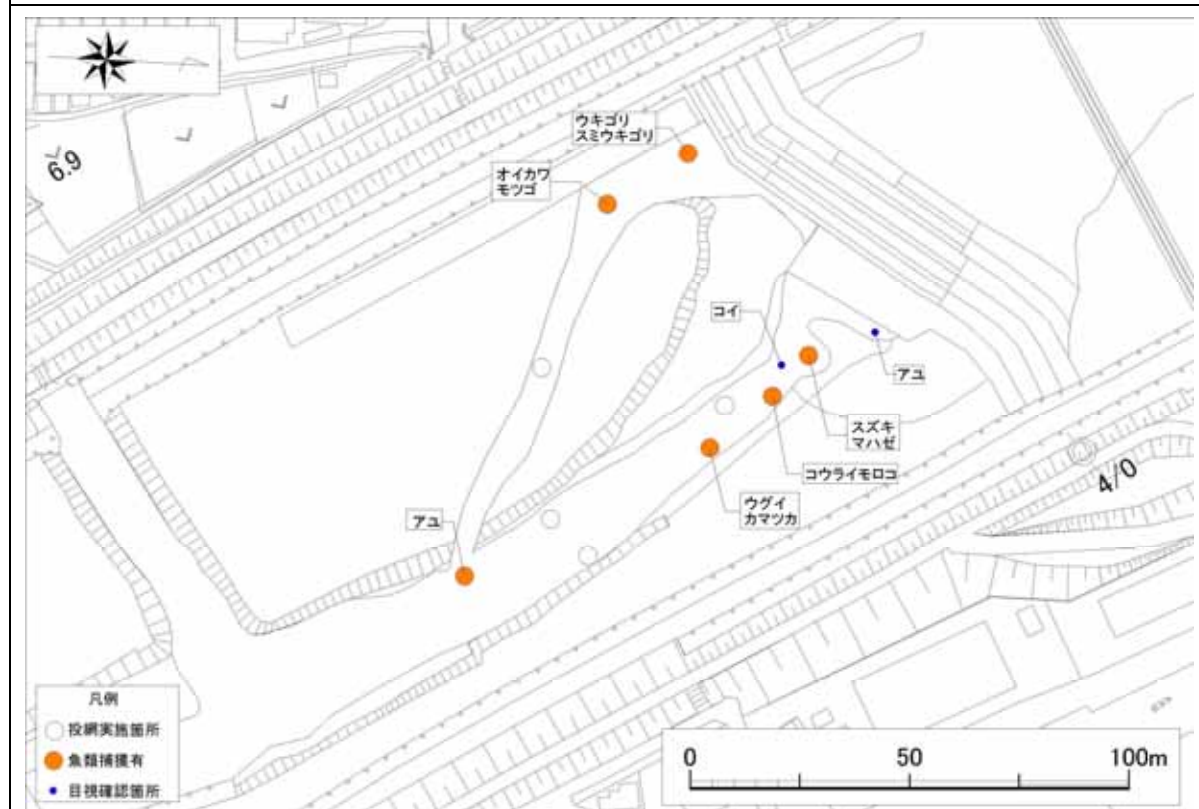 6.9
ウキゴリ
スミウキゴリ
オイカワ
モツゴ
コイ
アユ
スズキ
マハゼ
コウライモロコ
ウグイ
カマツカ
アユ
4/0
凡例
投網実施箇所
魚類捕獲有
目視確認箇所
0 50 100m